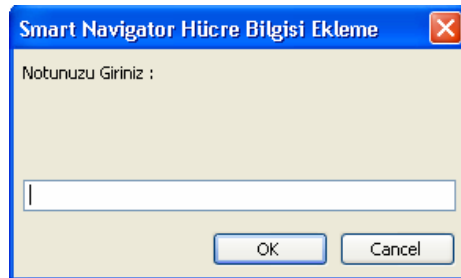 Smart Navigator Hücre Bilgisi Ekleme
Notunuzu Giriniz :
OK
Cancel